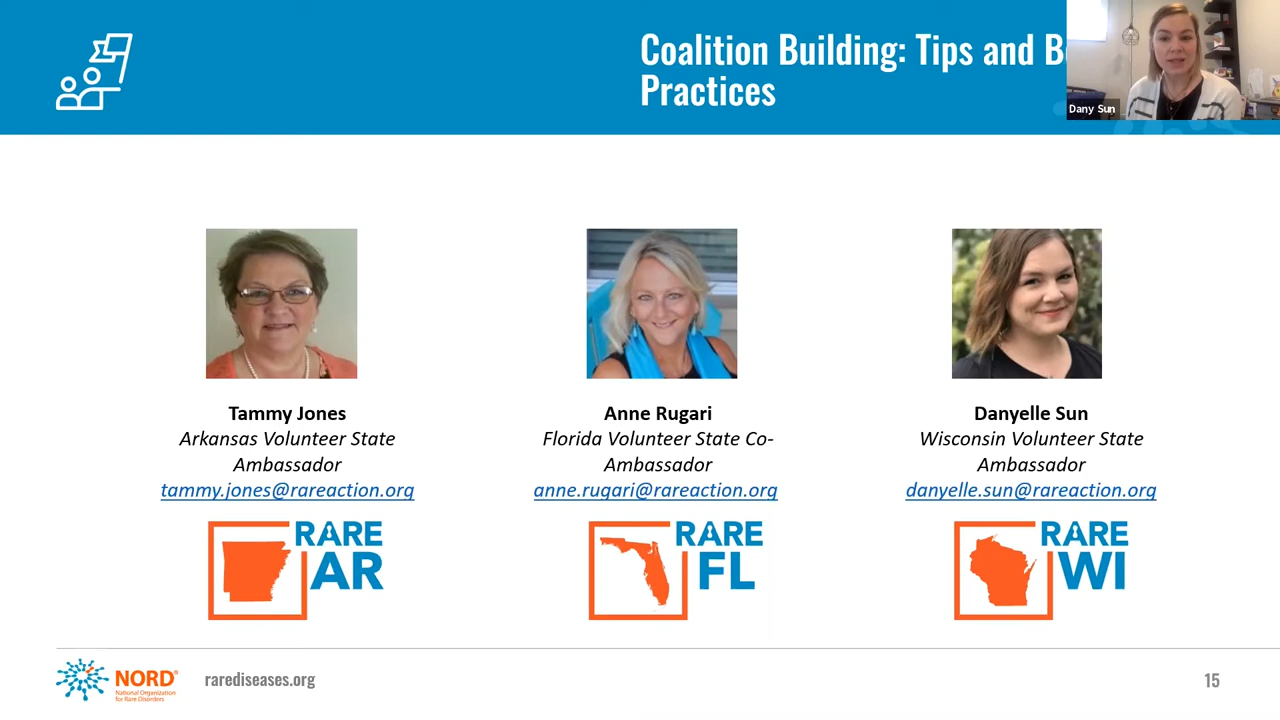 Coalition Building: Tips and B
Practices
Dany Sun
Tammy Jones
Arkansas Volunteer State
Ambassador
tammy.jones@rareaction.org
RARE
AR
Anne Rugari
Florida Volunteer State Co-
Ambassador
anne.rugari@rareaction.org
RARE
FL
Danyelle Sun
Wisconsin Volunteer State
Ambassador
danyelle.sun@rareaction.org
RARE
WI
NORD®
National Organization
for Rare Disorders
rarediseases.org
15